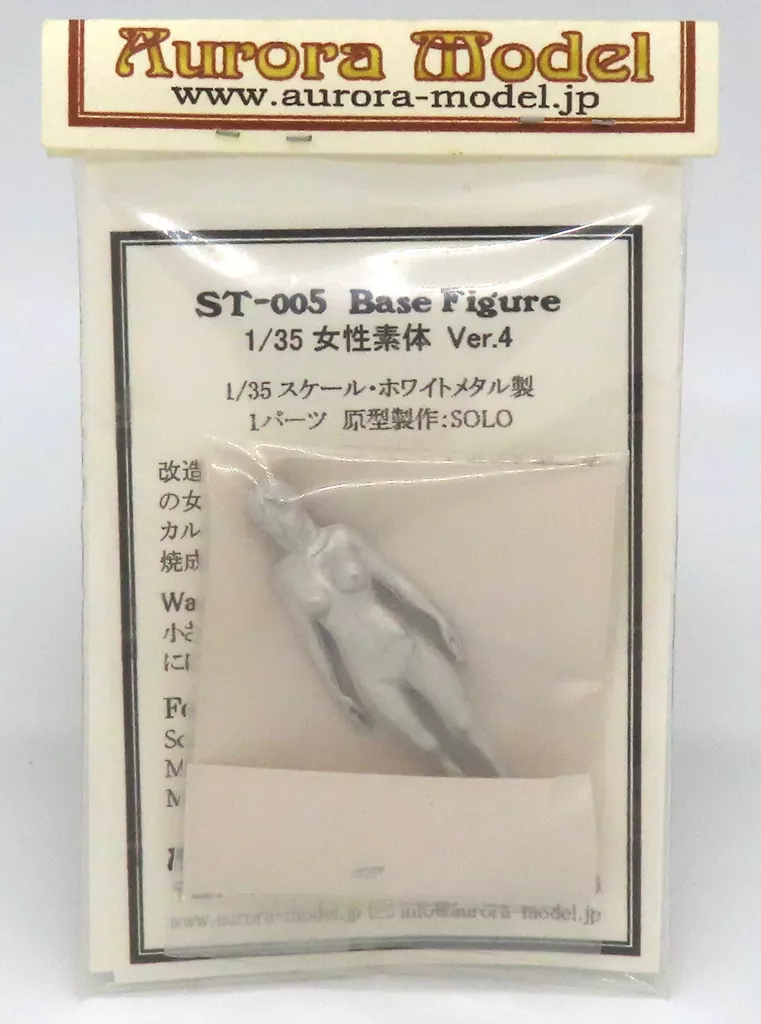 Aurora Model
www.aurora-model.jp
ST-005 Base Figure
1/35 女性素体 Ver.4
1/35 スケール・ホワイトメタル製
1パーツ 原型製作:SOLO
改造
の女
カル
焼成
Wa
小さ
には
Fo
Sc
M
M
www.aurora-model.jp info@aurora-model.jp